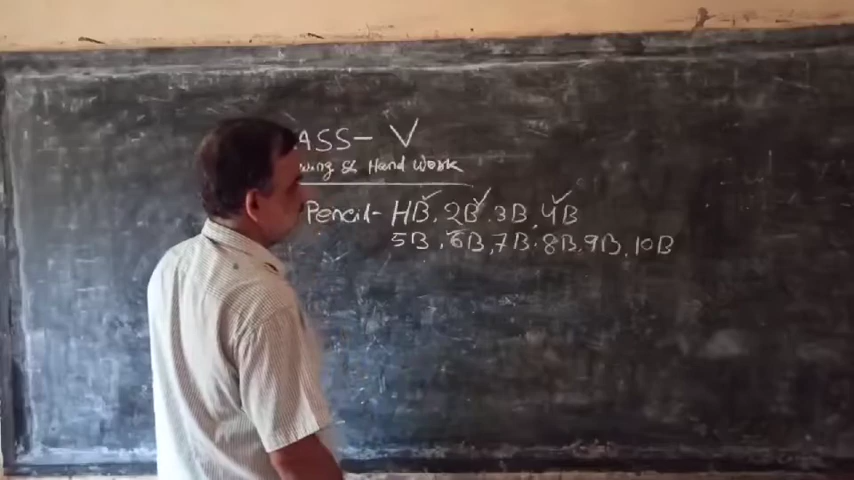 ASS- V
wing & Hand work
Pencil- HB, 2B, 3B, 4B
5B, 6B, 7B, 8B, 9B, 10B